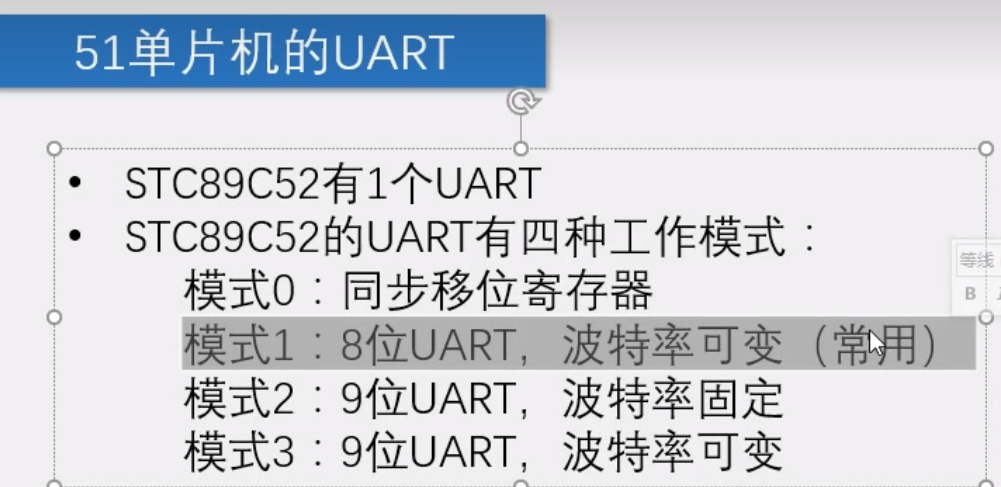 51单片机的UART
• STC89C52有1个UART
• STC89C52的UART有四种工作模式：
模式0：同步移位寄存器
模式1：8位UART，波特率可变（常用）
模式2：9位UART，波特率固定
模式3：9位UART，波特率可变
等线
B